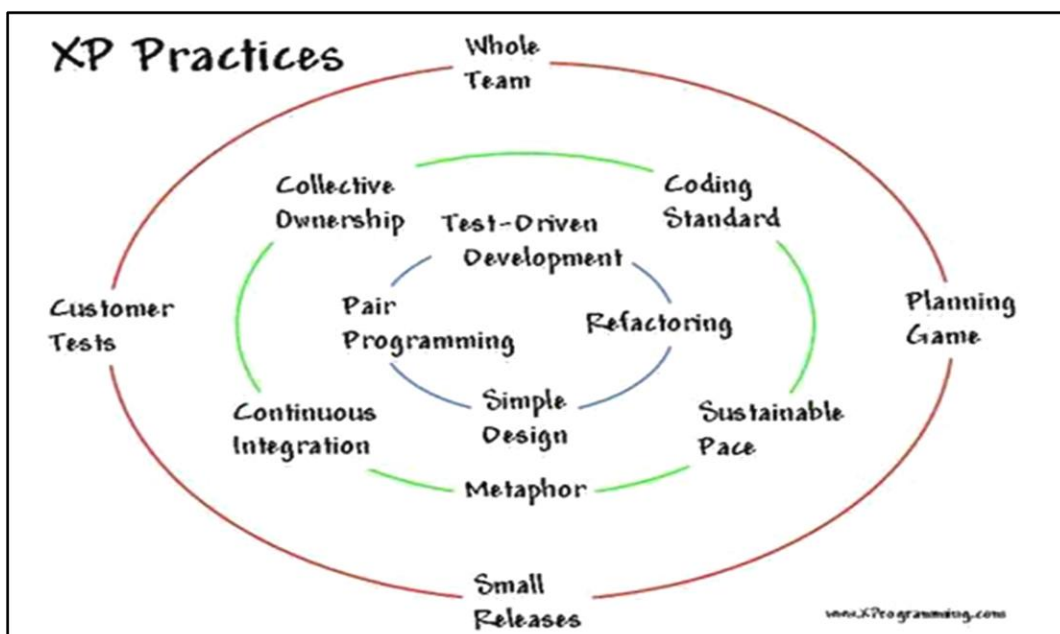 XP Practices
Whole
Team
Collective
Ownership
Coding
Standard
Test-Driven
Development
Customer
Tests
Pair
Programming
Refactoring
Planning
Game
Continuous
Integration
Simple
Design
Sustainable
Pace
Metaphor
Small
Releases
www.XProgramming.com